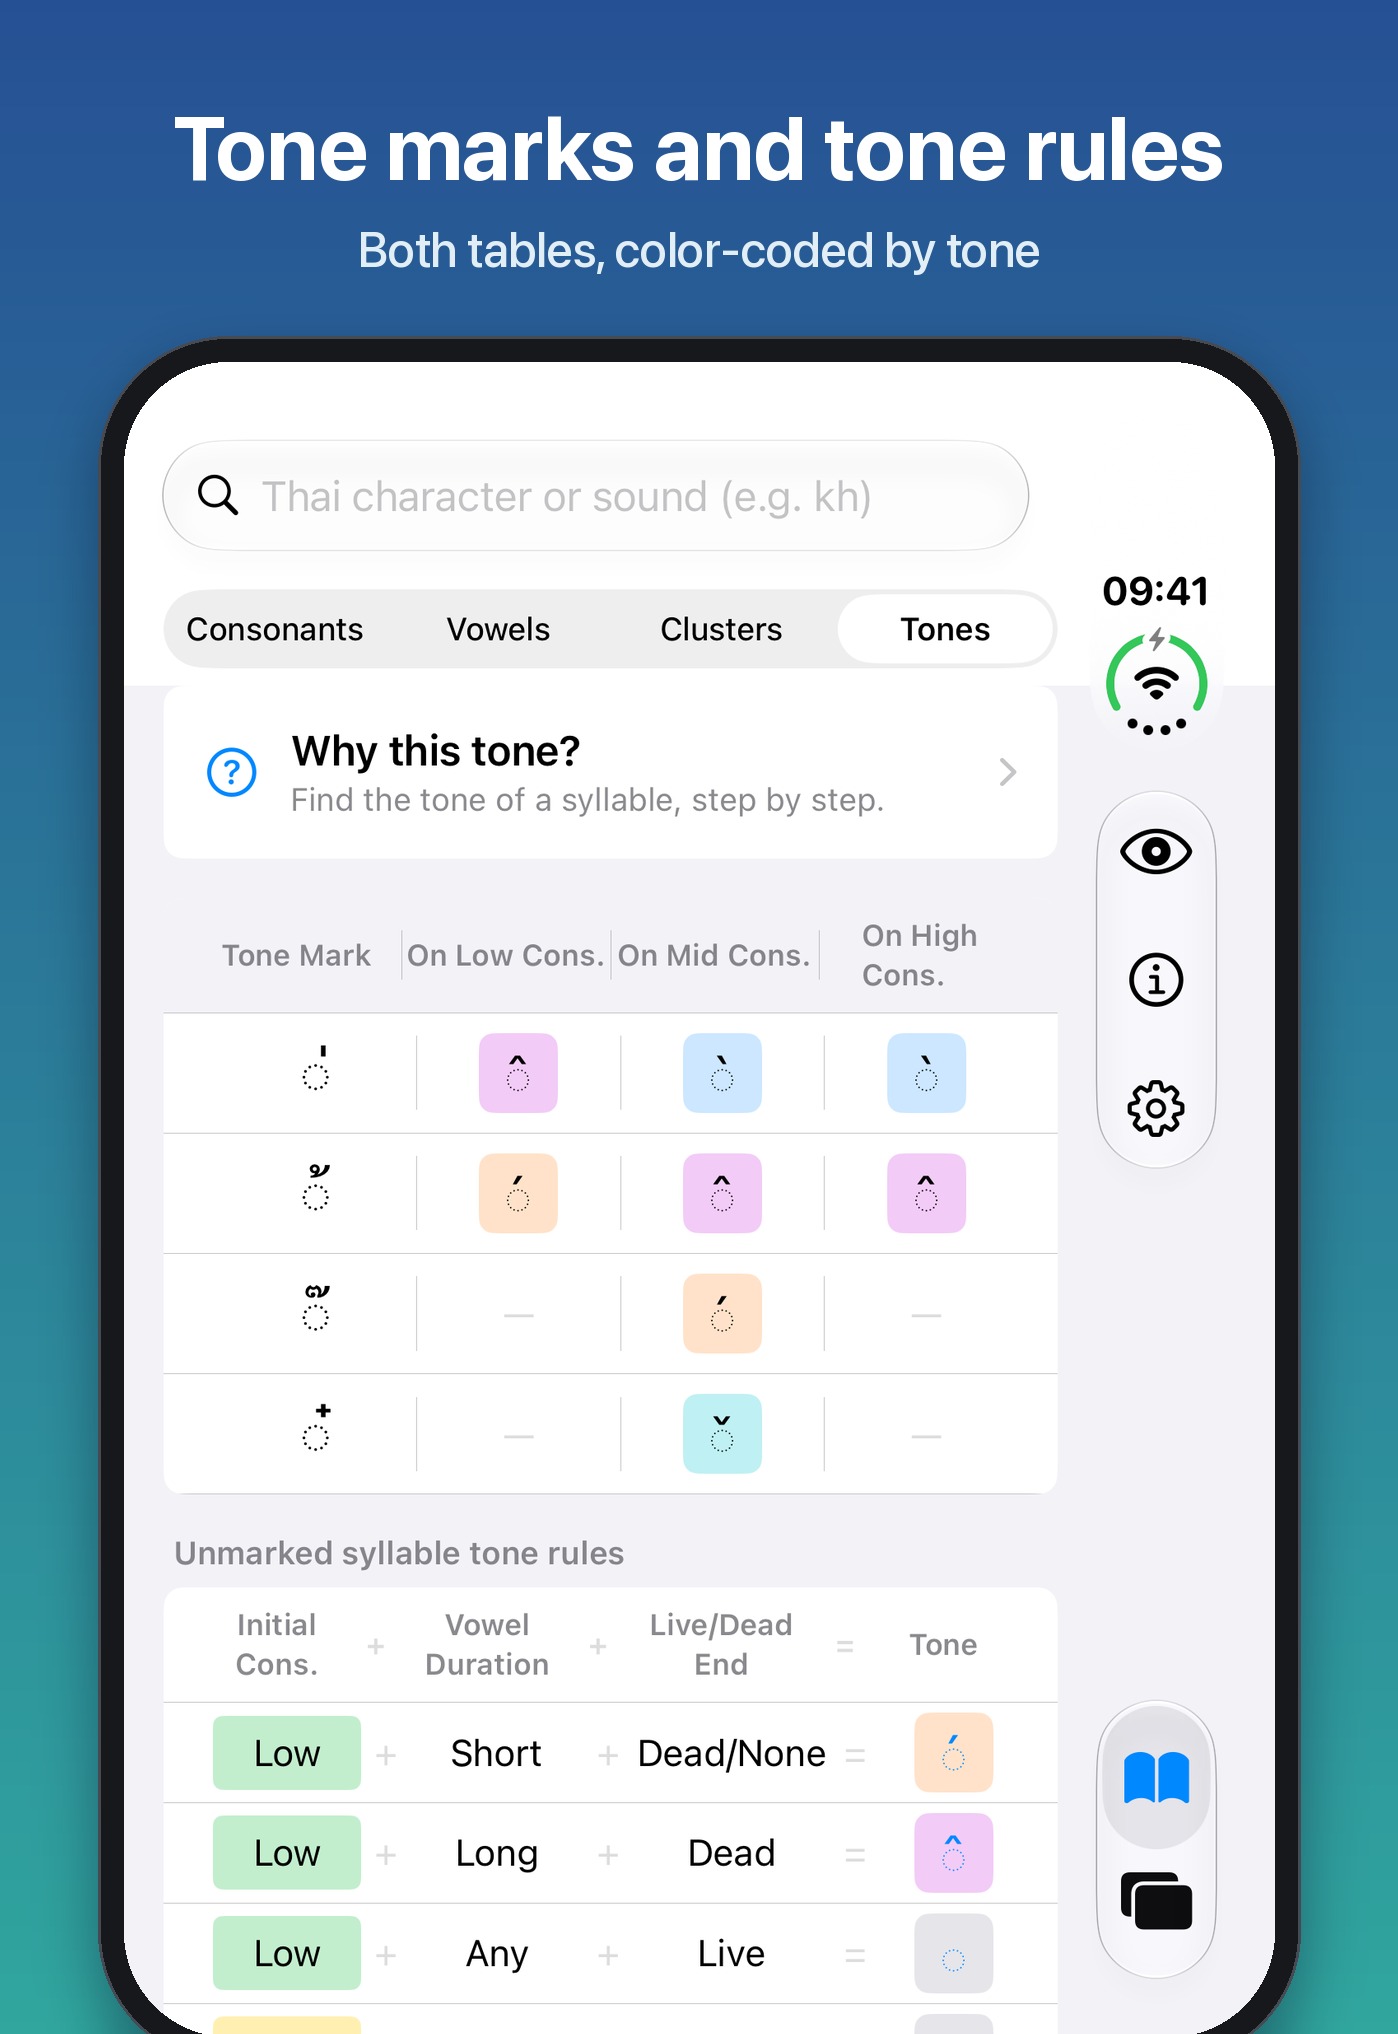 Tone marks and tone rules
Both tables, color-coded by tone
Thai character or sound (e.g. kh)
09:41
Consonants Vowels Clusters Tones
Why this tone?
Find the tone of a syllable, step by step.
Tone Mark On Low Cons. On Mid Cons. On High Cons.
◌่ ◌̂ ◌̀ ◌̀
◌้ ◌́ ◌̂ ◌̂
◌๊ — ◌́ —
◌๋ — ◌̌ —
Unmarked syllable tone rules
Initial Cons. + Vowel Duration + Live/Dead End = Tone
Low + Short + Dead/None = ◌́
Low + Long + Dead = ◌̂
Low + Any + Live = ◌